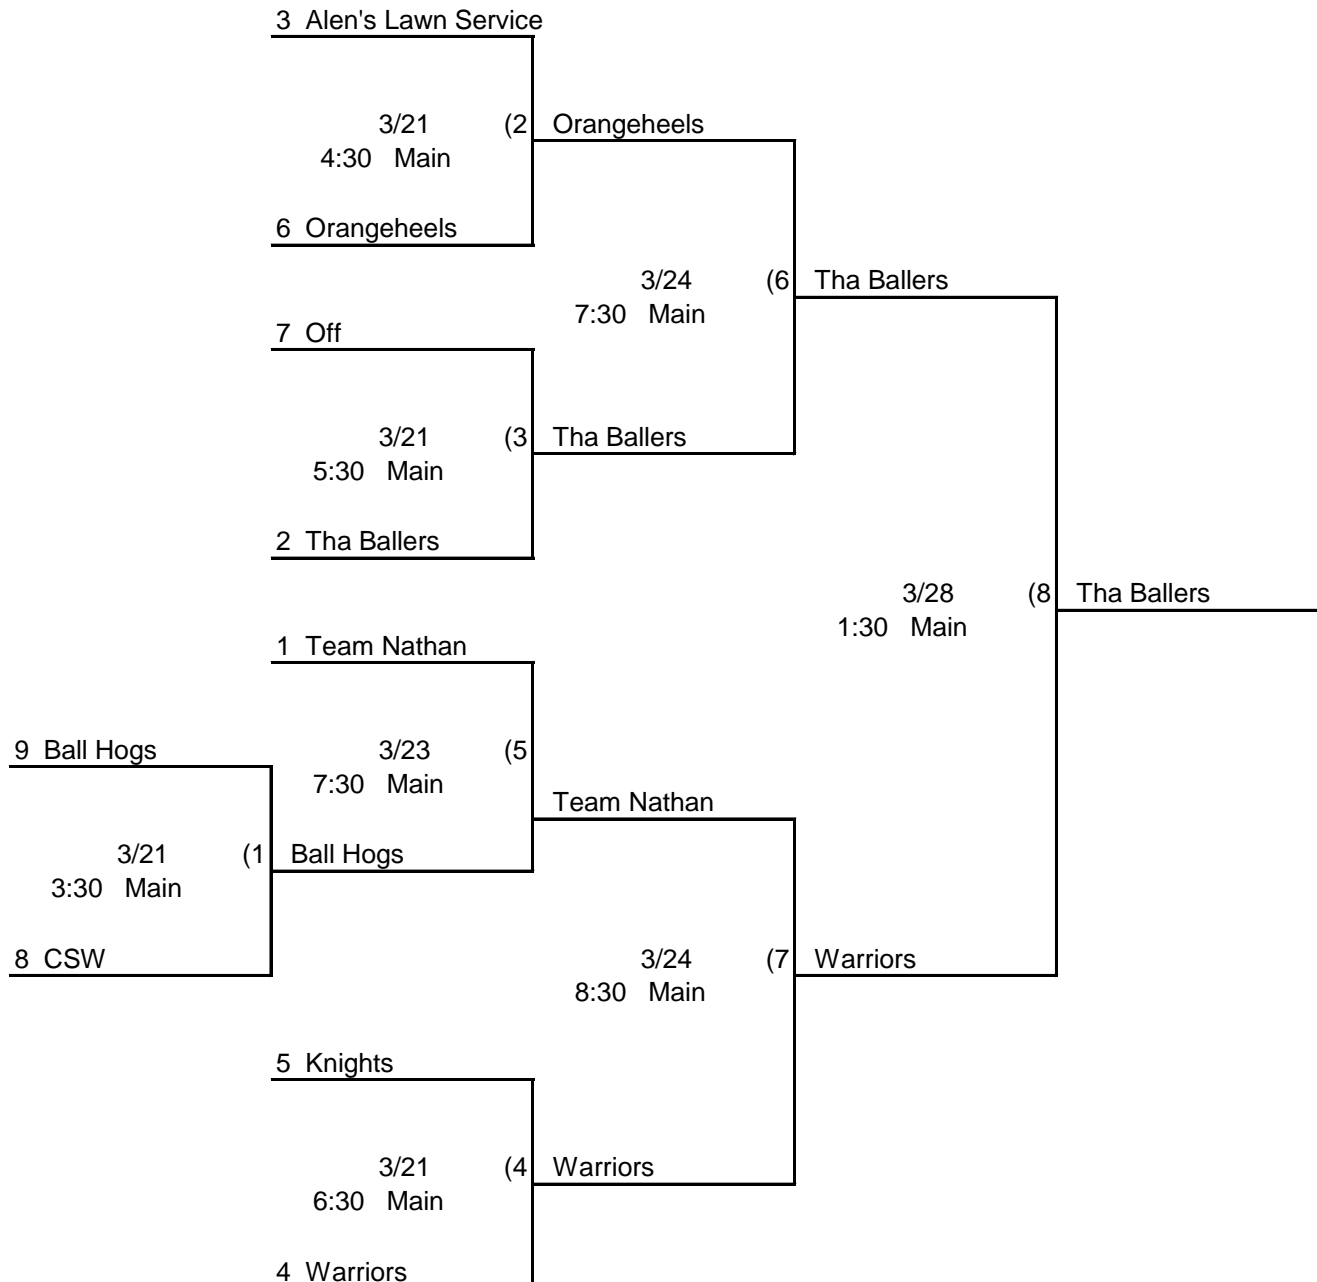 3 Alen's Lawn Service
3/21 (2 Orangeheels
4:30 Main
6 Orangeheels
3/24 (6 Tha Ballers
7:30 Main
7 Off
3/21 (3 Tha Ballers
5:30 Main
2 Tha Ballers
3/28 (8 Tha Ballers
1:30 Main
1 Team Nathan
9 Ball Hogs 3/23 (5
7:30 Main
Team Nathan
3/21 (1 Ball Hogs
3:30 Main
8 CSW 3/24 (7 Warriors
8:30 Main
5 Knights
3/21 (4 Warriors
6:30 Main
4 Warriors